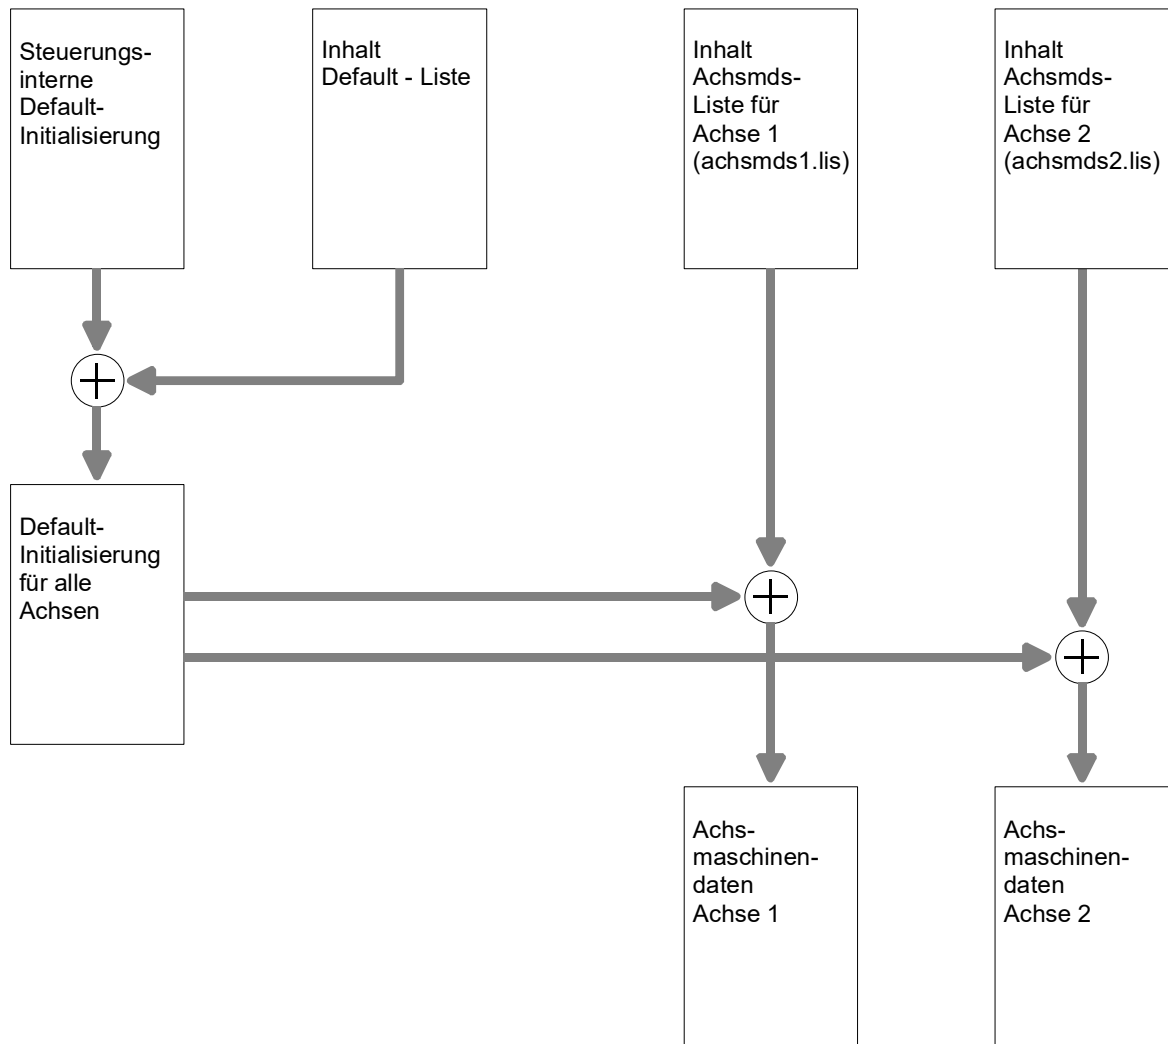 Steuerungs-
interne
Default-
Initialisierung
Inhalt
Default - Liste
Inhalt
Achsmds-
Liste für
Achse 1
(achsmds1.lis)
Inhalt
Achsmds-
Liste für
Achse 2
(achsmds2.lis)
Default-
Initialisierung
für alle
Achsen
Achs-
maschinen-
daten
Achse 1
Achs-
maschinen-
daten
Achse 2